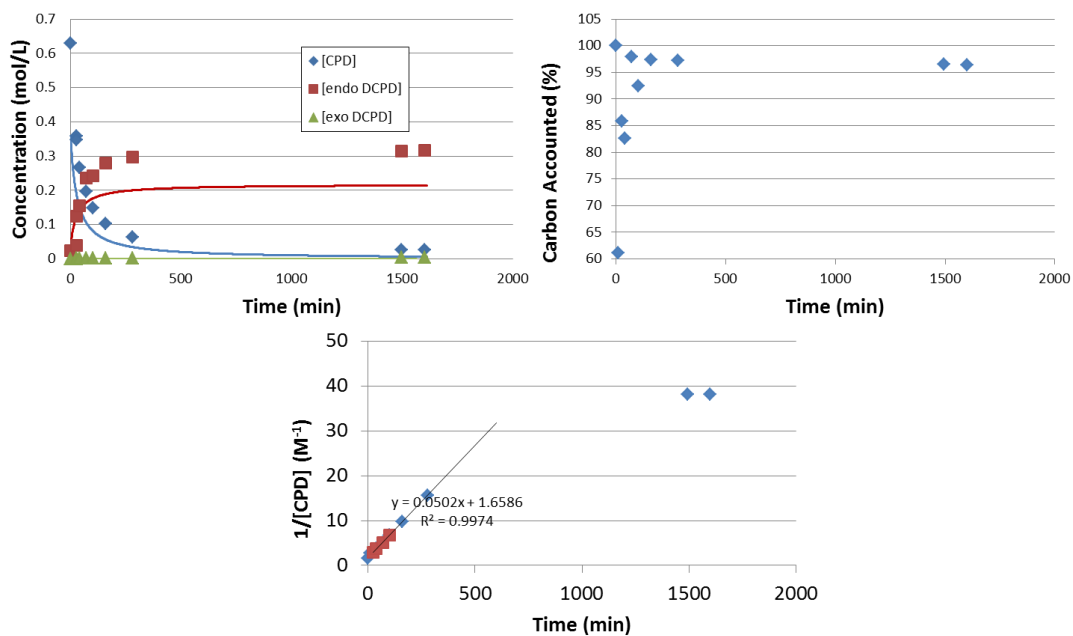 0.7
0.6
0.5
0.4
0.3
0.2
0.1
0
Concentration (mol/L)
[CPD]
[endo DCPD]
[exo DCPD]
0 500 1000 1500 2000
Time (min)
105
100
95
90
85
80
75
70
65
60
Carbon Accounted (%)
0 500 1000 1500 2000
Time (min)
50
40
30
20
10
0
1/[CPD] (M⁻¹)
y = 0.0502x + 1.6586
R² = 0.9974
0 500 1000 1500 2000
Time (min)